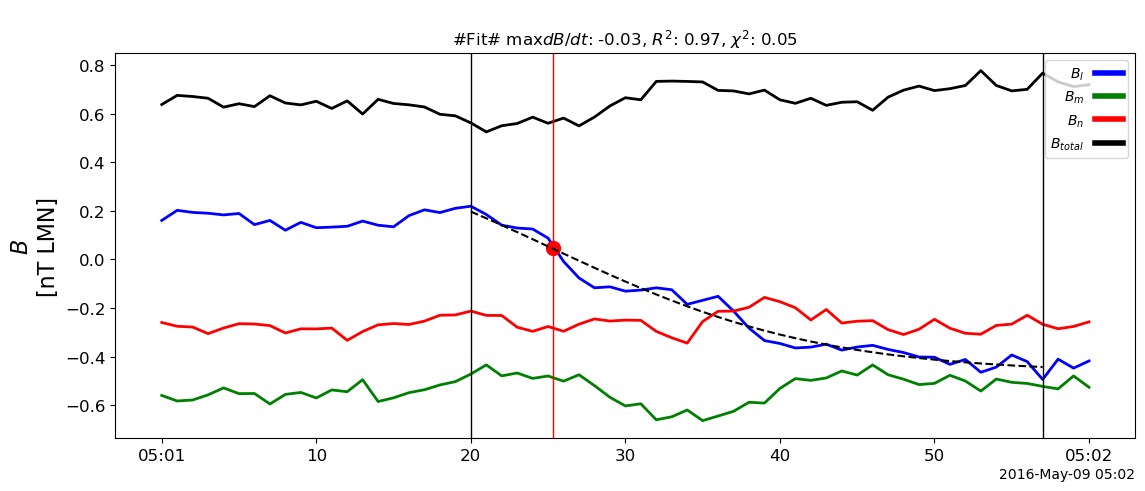 #Fit# maxdB/dt: -0.03, R²: 0.97, χ²: 0.05
B
[nT LMN]
0.8
0.6
0.4
0.2
0.0
−0.2
−0.4
−0.6
B_l
B_m
B_n
B_total
05:01 10 20 30 40 50 05:02
2016-May-09 05:02